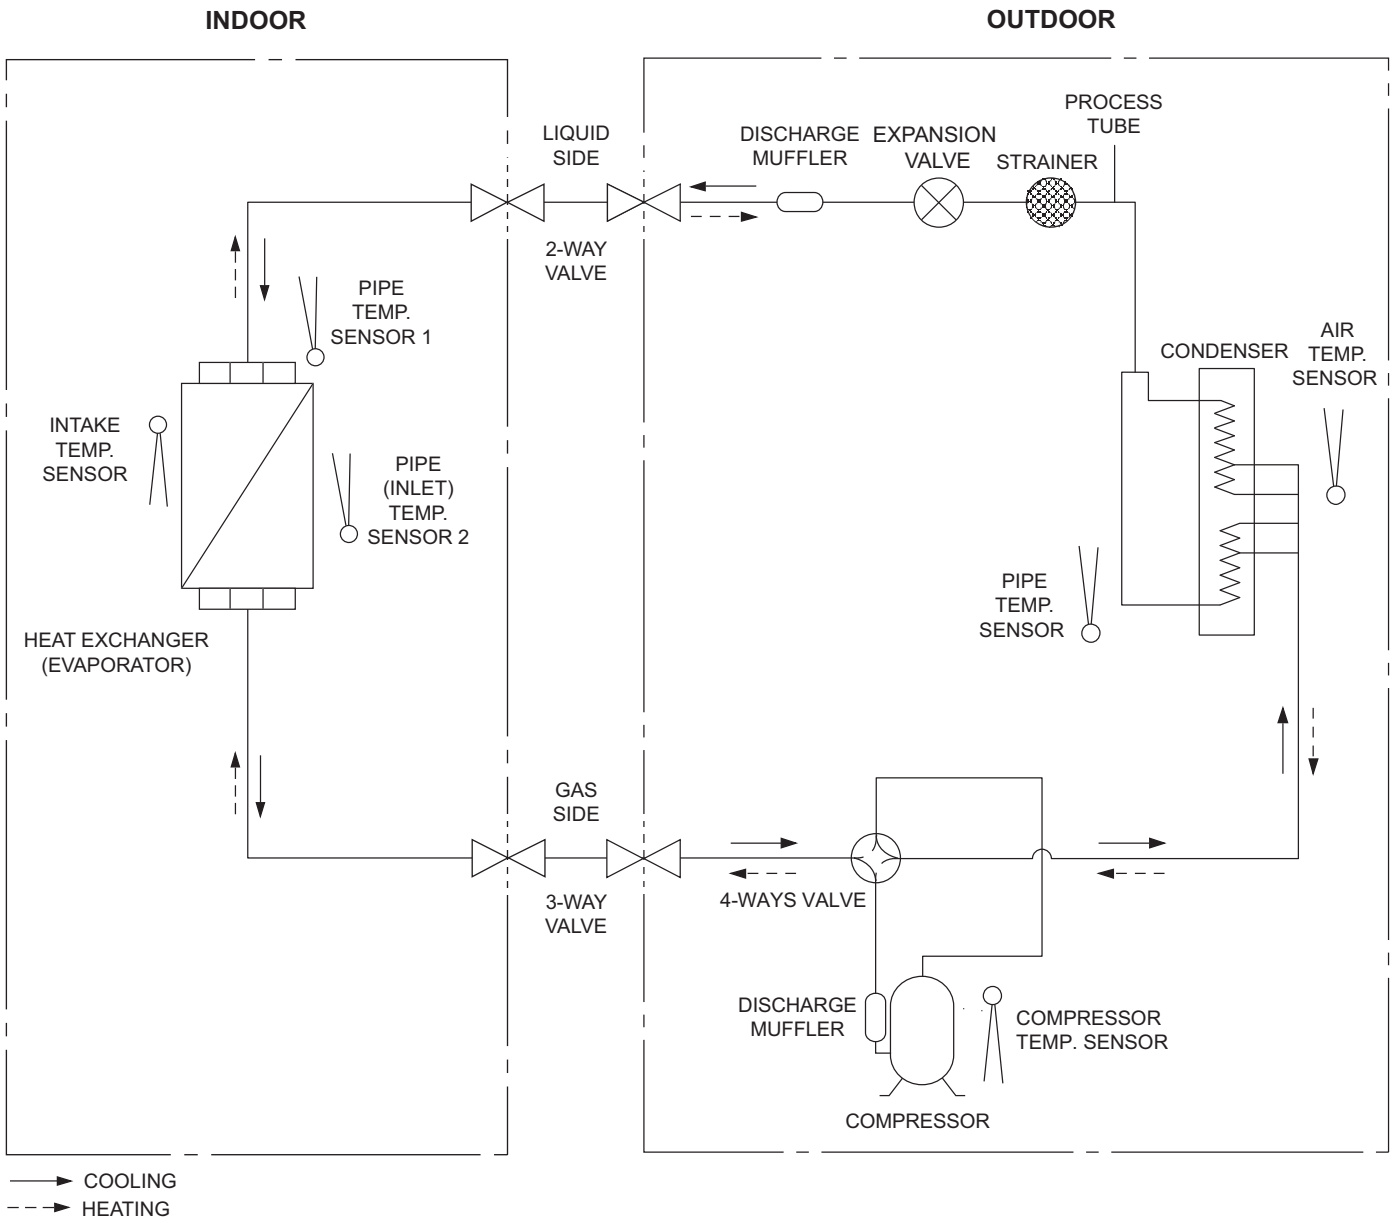 INDOOR
OUTDOOR
LIQUID
SIDE
2-WAY
VALVE
DISCHARGE
MUFFLER
EXPANSION
VALVE
STRAINER
PROCESS
TUBE
PIPE
TEMP.
SENSOR 1
INTAKE
TEMP.
SENSOR
PIPE
(INLET)
TEMP.
SENSOR 2
HEAT EXCHANGER
(EVAPORATOR)
CONDENSER
AIR
TEMP.
SENSOR
PIPE
TEMP.
SENSOR
GAS
SIDE
3-WAY
VALVE
4-WAYS VALVE
DISCHARGE
MUFFLER
COMPRESSOR
TEMP. SENSOR
COMPRESSOR
COOLING
HEATING